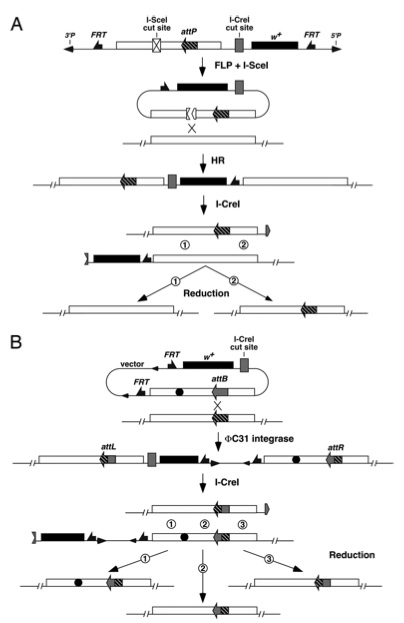 A
I-SceI cut site
I-CreI cut site
3'P
FRT
attP
w+
FRT
5'P
FLP + I-SceI
HR
I-CreI
1
2
1
2
Reduction
B
I-CreI cut site
vector
FRT
w+
FRT
attB
ΦC31 integrase
attL
attR
I-CreI
1
2
3
1
2
3
Reduction